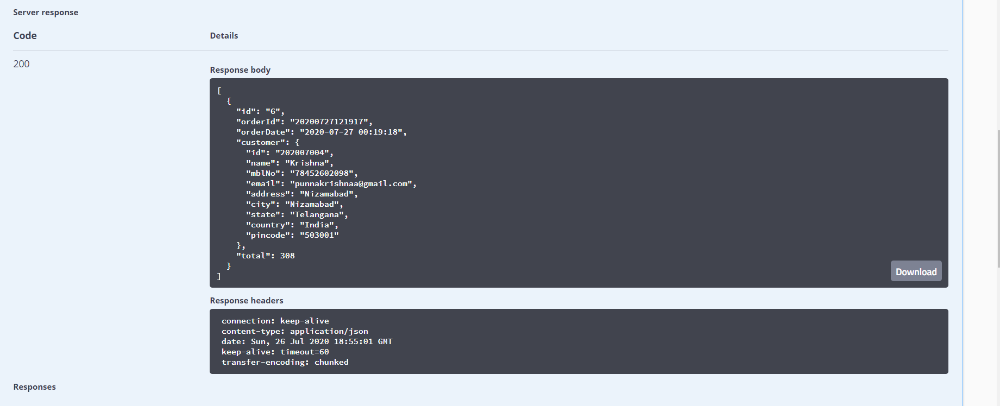 Server response
Code Details
200
Response body
[
  {
    "id": "6",
    "orderId": "20200727121917",
    "orderDate": "2020-07-27 00:19:18",
    "customer": {
      "id": "202007004",
      "name": "Krishna",
      "mblNo": "78452602098",
      "email": "punnakrishnaa@gmail.com",
      "address": "Nizamabad",
      "city": "Nizamabad",
      "state": "Telangana",
      "country": "India",
      "pincode": "503001"
    },
    "total": 308
  }
]
Download
Response headers
connection: keep-alive
content-type: application/json
date: Sun, 26 Jul 2020 18:55:01 GMT
keep-alive: timeout=60
transfer-encoding: chunked
Responses